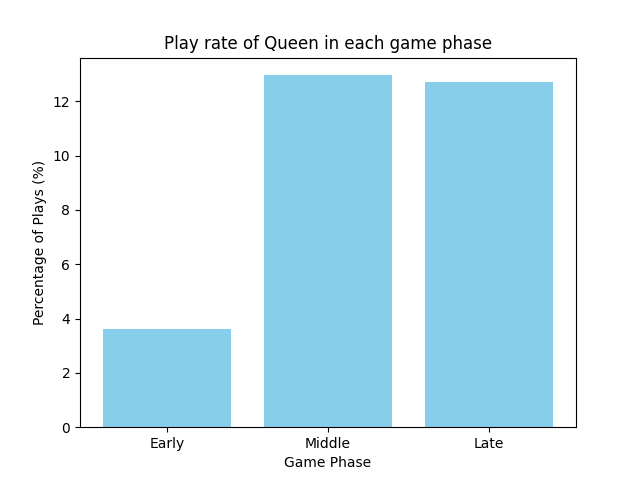 Play rate of Queen in each game phase
Percentage of Plays (%)
12
10
8
6
4
2
0
Early Middle Late
Game Phase